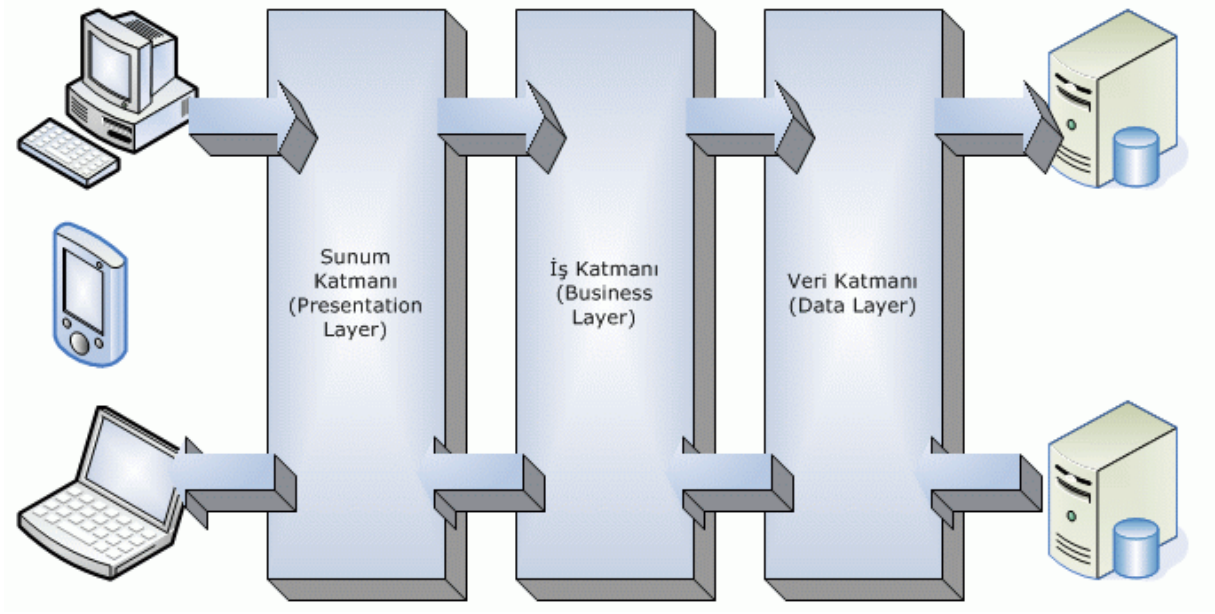 Sunum
Katmanı
(Presentation
Layer)
İş Katmanı
(Business
Layer)
Veri Katmanı
(Data Layer)